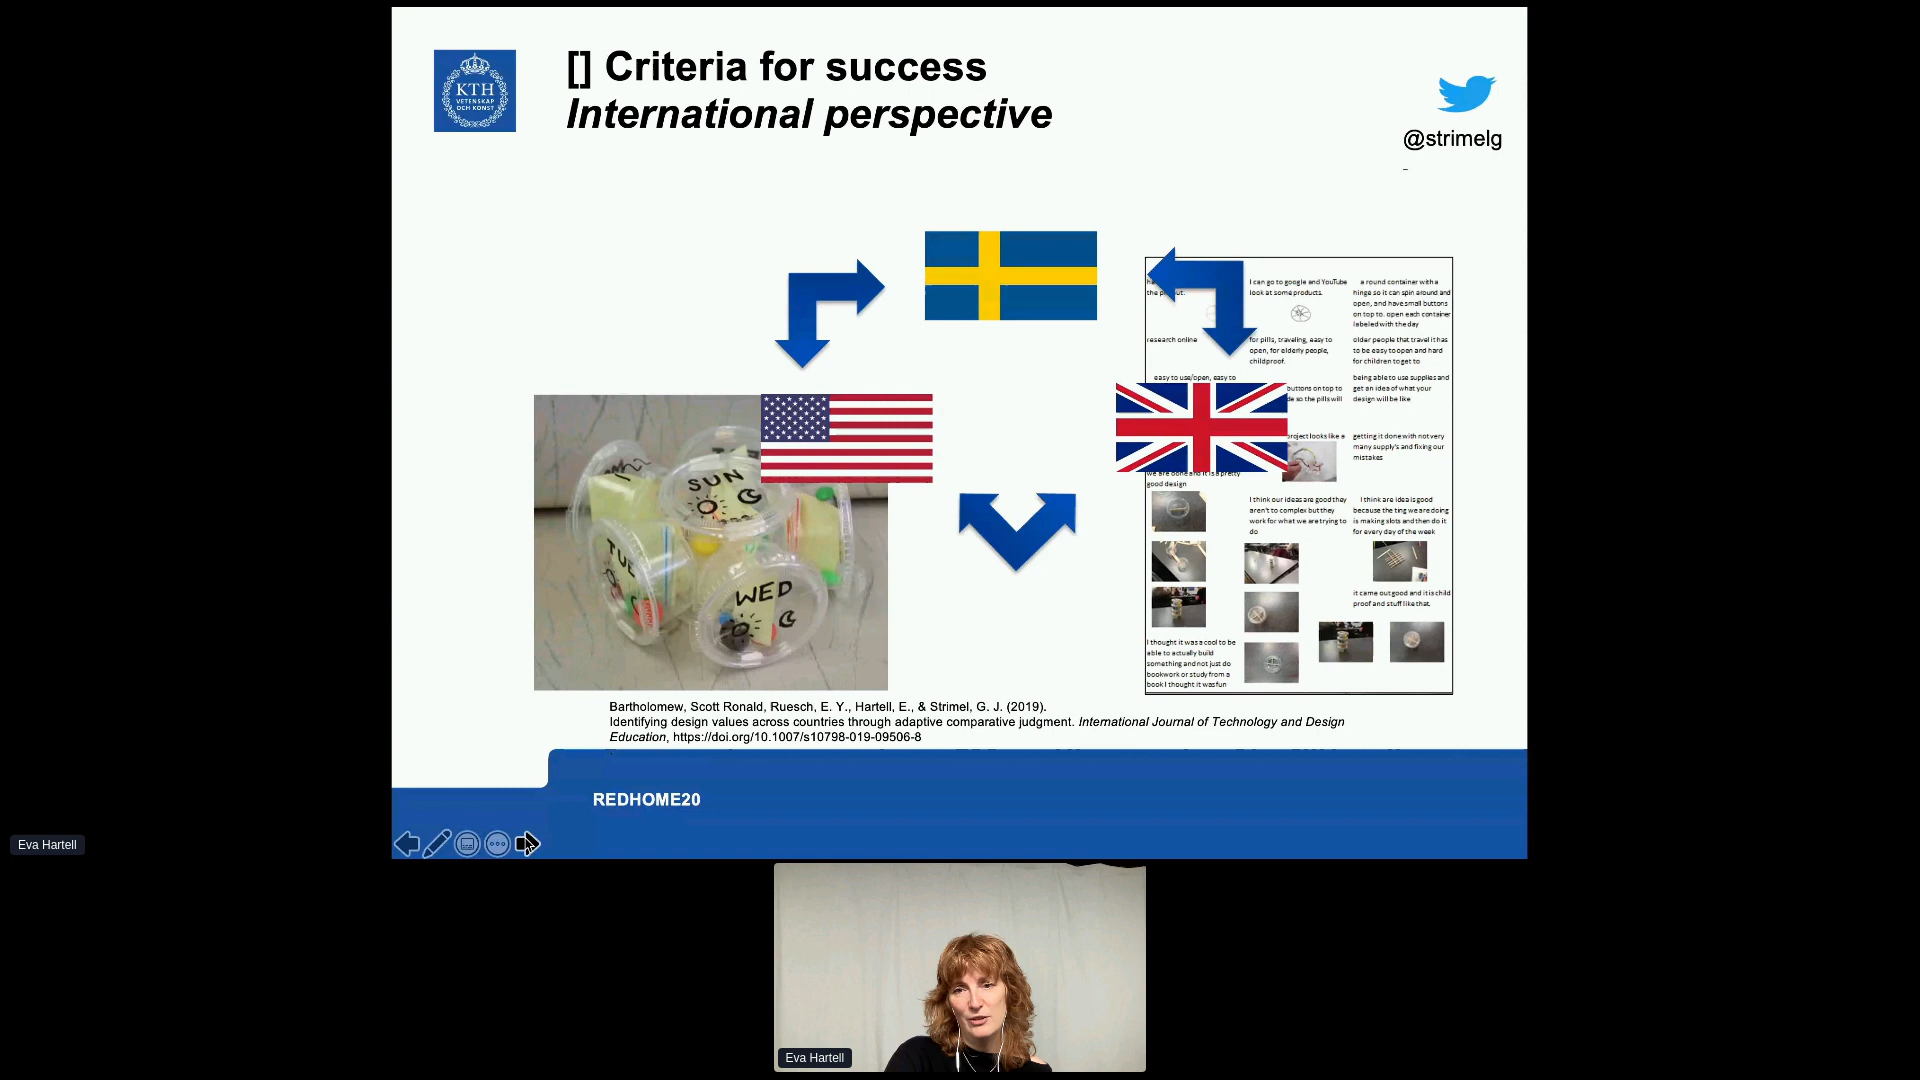 [] Criteria for success
International perspective
KTH
VETENSKAP
OCH KONST
@strimelg
-
I can go to google and YouTube
look at some products.
a round container with a
hinge so it can spin around and
open, and have small buttons
on top to. open each container
labeled with the day
research online
for pills, traveling, easy to
open, for elderly people,
childproof.
older people that travel it has
to be easy to open and hard
for children to get to
easy to use/open, easy to
buttons on top to
so the pills will
being able to use supplies and
get an idea of what your
design will be like
project looks like a
getting it done with not very
many supply's and fixing our
mistakes
we are done and it is a pretty
good design
I think our ideas are good they
aren't to complex but they
work for what we are trying to
do
I think are idea is good
because the ting we are doing
is making slots and then do it
for every day of the week
it came out good and it is child
proof and stuff like that.
I thought it was a cool to be
able to actually build
something and not just do
bookwork or study from a
book I thought it was fun
SUN
TUE
WED
Bartholomew, Scott Ronald, Ruesch, E. Y., Hartell, E., & Strimel, G. J. (2019).
Identifying design values across countries through adaptive comparative judgment. International Journal of Technology and Design
Education, https://doi.org/10.1007/s10798-019-09506-8
REDHOME20
Eva Hartell
Eva Hartell